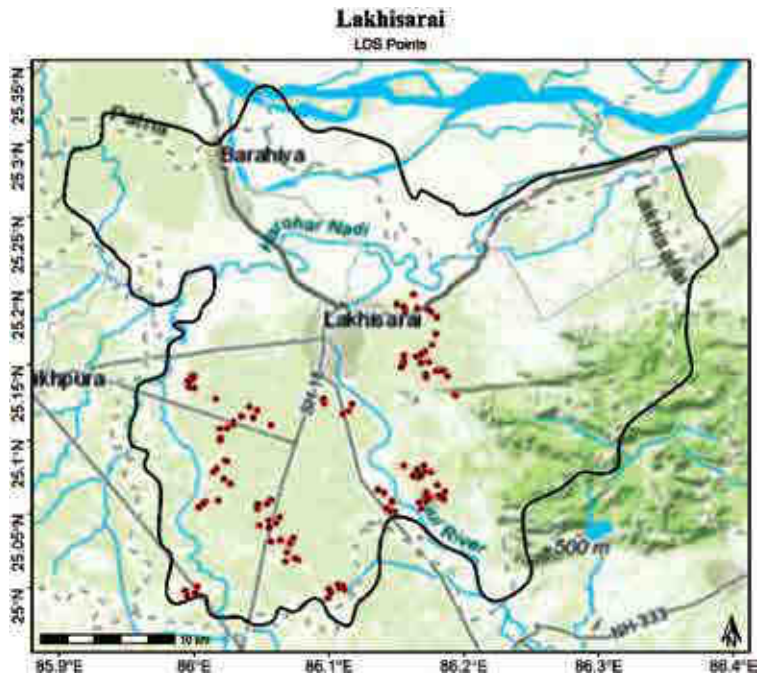 Lakhisarai
LDS Points
25.35°N
25.3°N
25.25°N
25.2°N
25.15°N
25.1°N
25.05°N
25°N
Patna
Barahiya
Harohar Nadi
Lakhisarai
Lakhisarai
akhpura
SH-18
River
500 m
NH-333
10 km
85.9°E
86°E
86.1°E
86.2°E
86.3°E
86.4°E